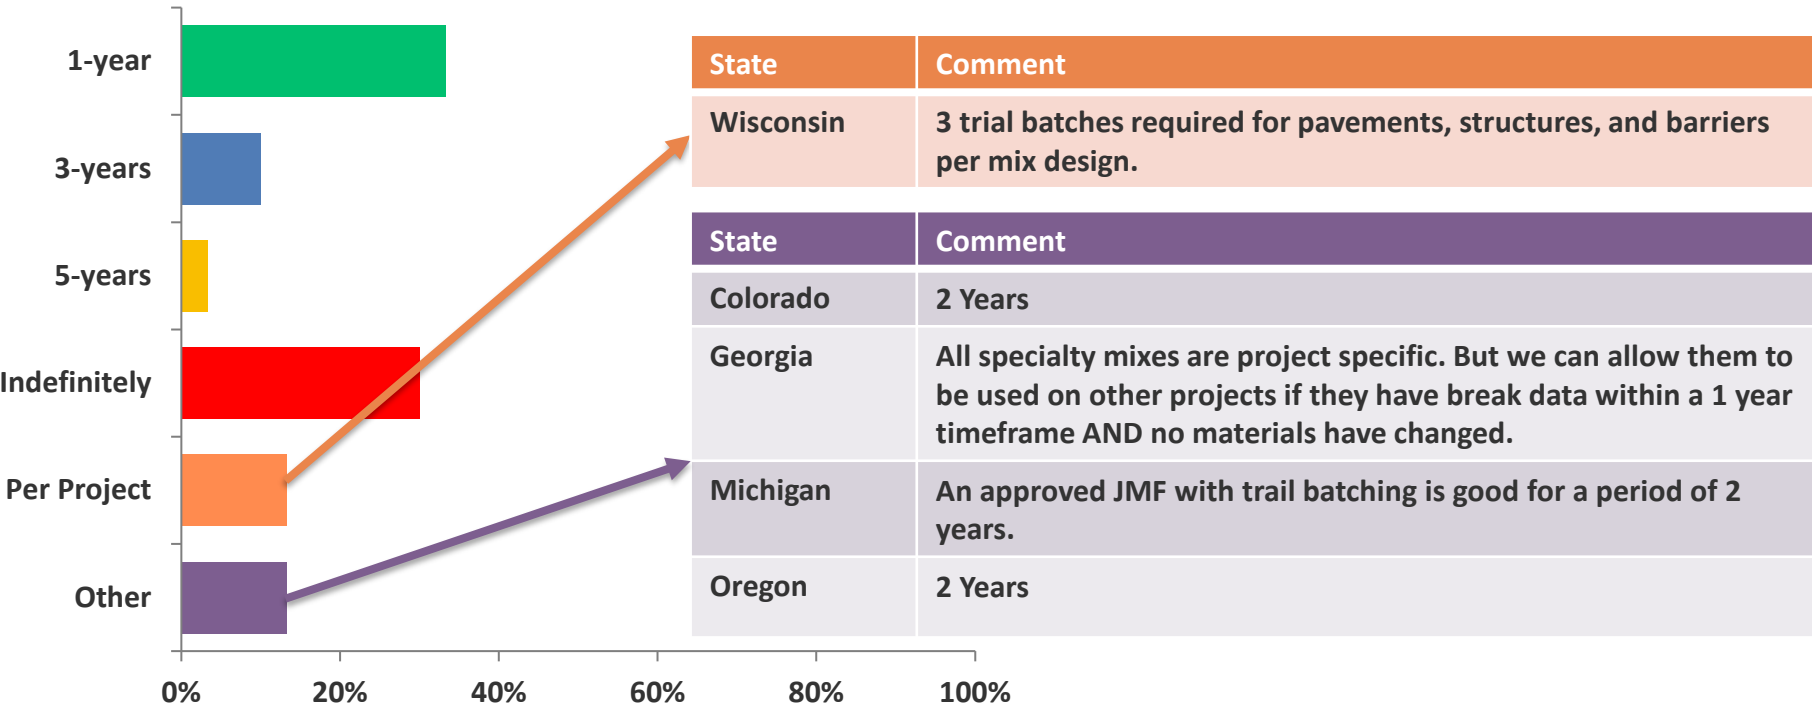 1-year
3-years
5-years
Indefinitely
Per Project
Other
0% 20% 40% 60% 80% 100%
State Comment
Wisconsin 3 trial batches required for pavements, structures, and barriers
per mix design.
State Comment
Colorado 2 Years
Georgia All specialty mixes are project specific. But we can allow them to
be used on other projects if they have break data within a 1 year
timeframe AND no materials have changed.
Michigan An approved JMF with trail batching is good for a period of 2
years.
Oregon 2 Years